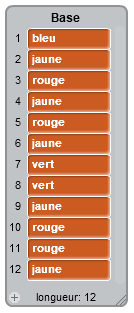 Base
1 bleu
2 jaune
3 rouge
4 jaune
5 rouge
6 jaune
7 vert
8 vert
9 jaune
10 rouge
11 rouge
12 jaune
+ longueur: 12